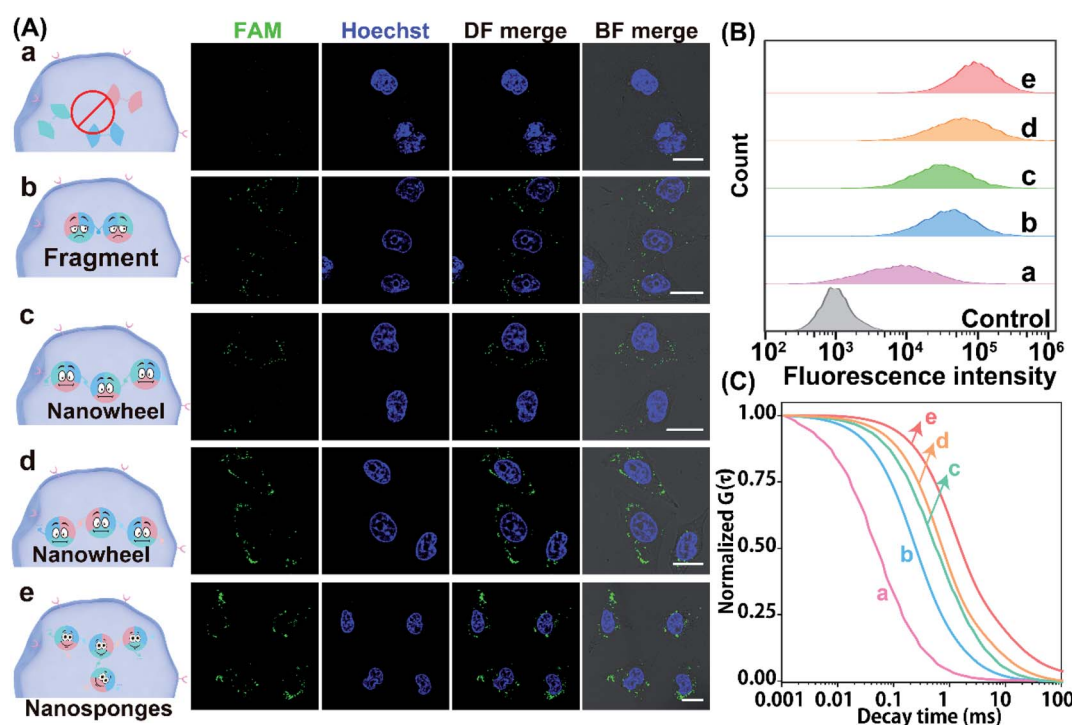 (A)
FAM Hoechst DF merge BF merge
a
b
Fragment
c
Nanowheel
d
Nanowheel
e
Nanosponges
(B)
Count
e
d
c
b
a
Control
10² 10³ 10⁴ 10⁵ 10⁶
Fluorescence intensity
(C)
Normalized G(τ)
1.00
0.75
0.50
0.25
0.00
e
d
c
b
a
0.001 0.01 0.1 1 10 100
Decay time (ms)